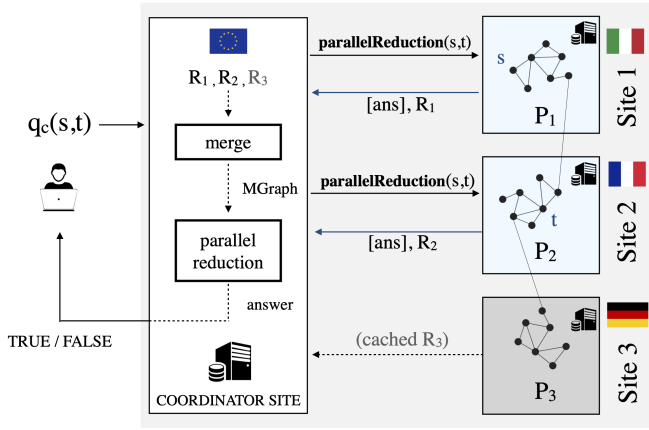 parallelReduction(s,t)
R₁ , R₂ , R₃
s
[ans], R₁
P₁
Site 1
q꜀(s,t)
merge
MGraph
parallelReduction(s,t)
t
parallel
reduction
[ans], R₂
P₂
Site 2
answer
TRUE / FALSE
(cached R₃)
COORDINATOR SITE
P₃
Site 3